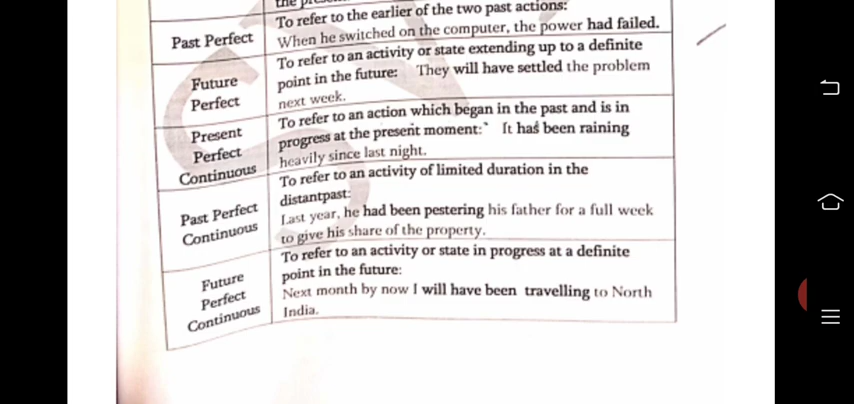 the pres
To refer to the earlier of the two past actions:
Past Perfect
When he switched on the computer, the power had failed.
To refer to an activity or state extending up to a definite
Future
Perfect
point in the future: They will have settled the problem
next week.
To refer to an action which began in the past and is in
Present
Perfect
Continuous
progress at the present moment: It has been raining
heavily since last night.
To refer to an activity of limited duration in the
distantpast:
Past Perfect
Continuous
Last year, he had been pestering his father for a full week
to give his share of the property.
To refer to an activity or state in progress at a definite
point in the future:
Future
Perfect
Continuous
Next month by now I will have been travelling to North
India.